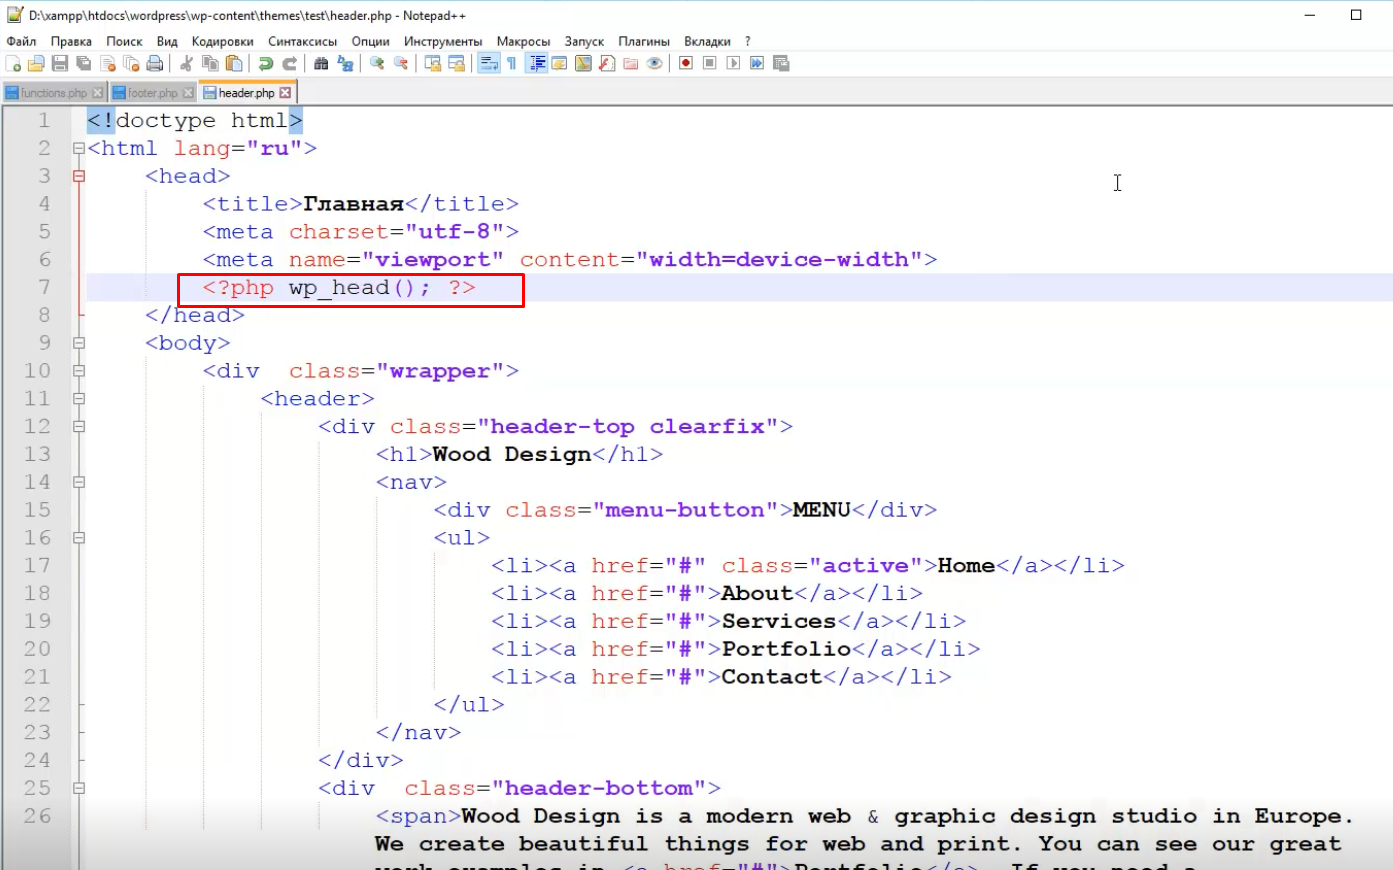 D:\xampp\htdocs\wordpress\wp-content\themes\test\header.php - Notepad++
Файл Правка Поиск Вид Кодировки Синтаксисы Опции Инструменты Макросы Запуск Плагины Вкладки ?
functions.php footer.php header.php
1 <!doctype html>
2 <html lang="ru">
3 <head>
4 <title>Главная</title>
5 <meta charset="utf-8">
6 <meta name="viewport" content="width=device-width">
7 <?php wp_head(); ?>
8 </head>
9 <body>
10 <div  class="wrapper">
11 <header>
12 <div class="header-top clearfix">
13 <h1>Wood Design</h1>
14 <nav>
15 <div class="menu-button">MENU</div>
16 <ul>
17 <li><a href="#" class="active">Home</a></li>
18 <li><a href="#">About</a></li>
19 <li><a href="#">Services</a></li>
20 <li><a href="#">Portfolio</a></li>
21 <li><a href="#">Contact</a></li>
22 </ul>
23 </nav>
24 </div>
25 <div  class="header-bottom">
26 <span>Wood Design is a modern web & graphic design studio in Europe.
We create beautiful things for web and print. You can see our great
work examples in <a href="#">Portfolio</a>. If you need a